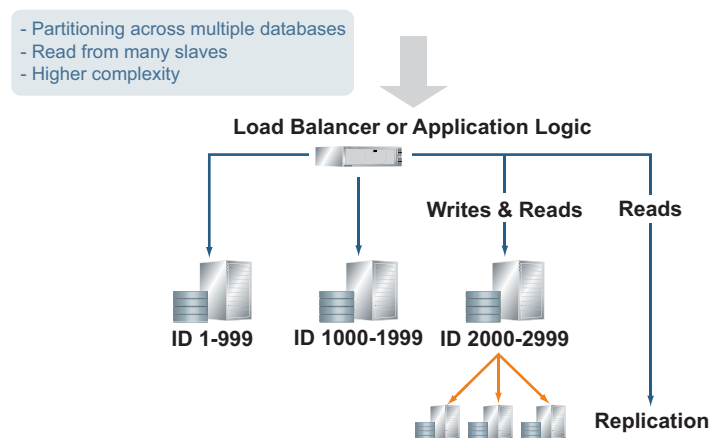 - Partitioning across multiple databases
- Read from many slaves
- Higher complexity
Load Balancer or Application Logic
Writes & Reads
Reads
ID 1-999
ID 1000-1999
ID 2000-2999
Replication